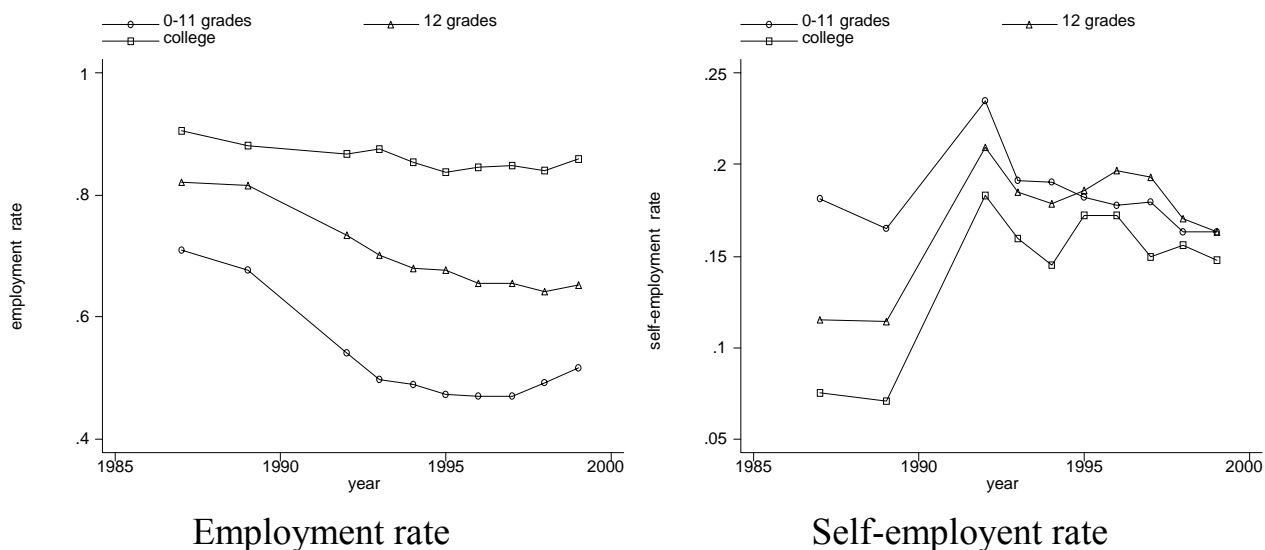 0-11 grades 12 grades
college
employment rate
1
.8
.6
.4
1985 1990 1995 2000
year
Employment rate
0-11 grades 12 grades
college
self-employment rate
.25
.2
.15
.1
.05
1985 1990 1995 2000
year
Self-employent rate